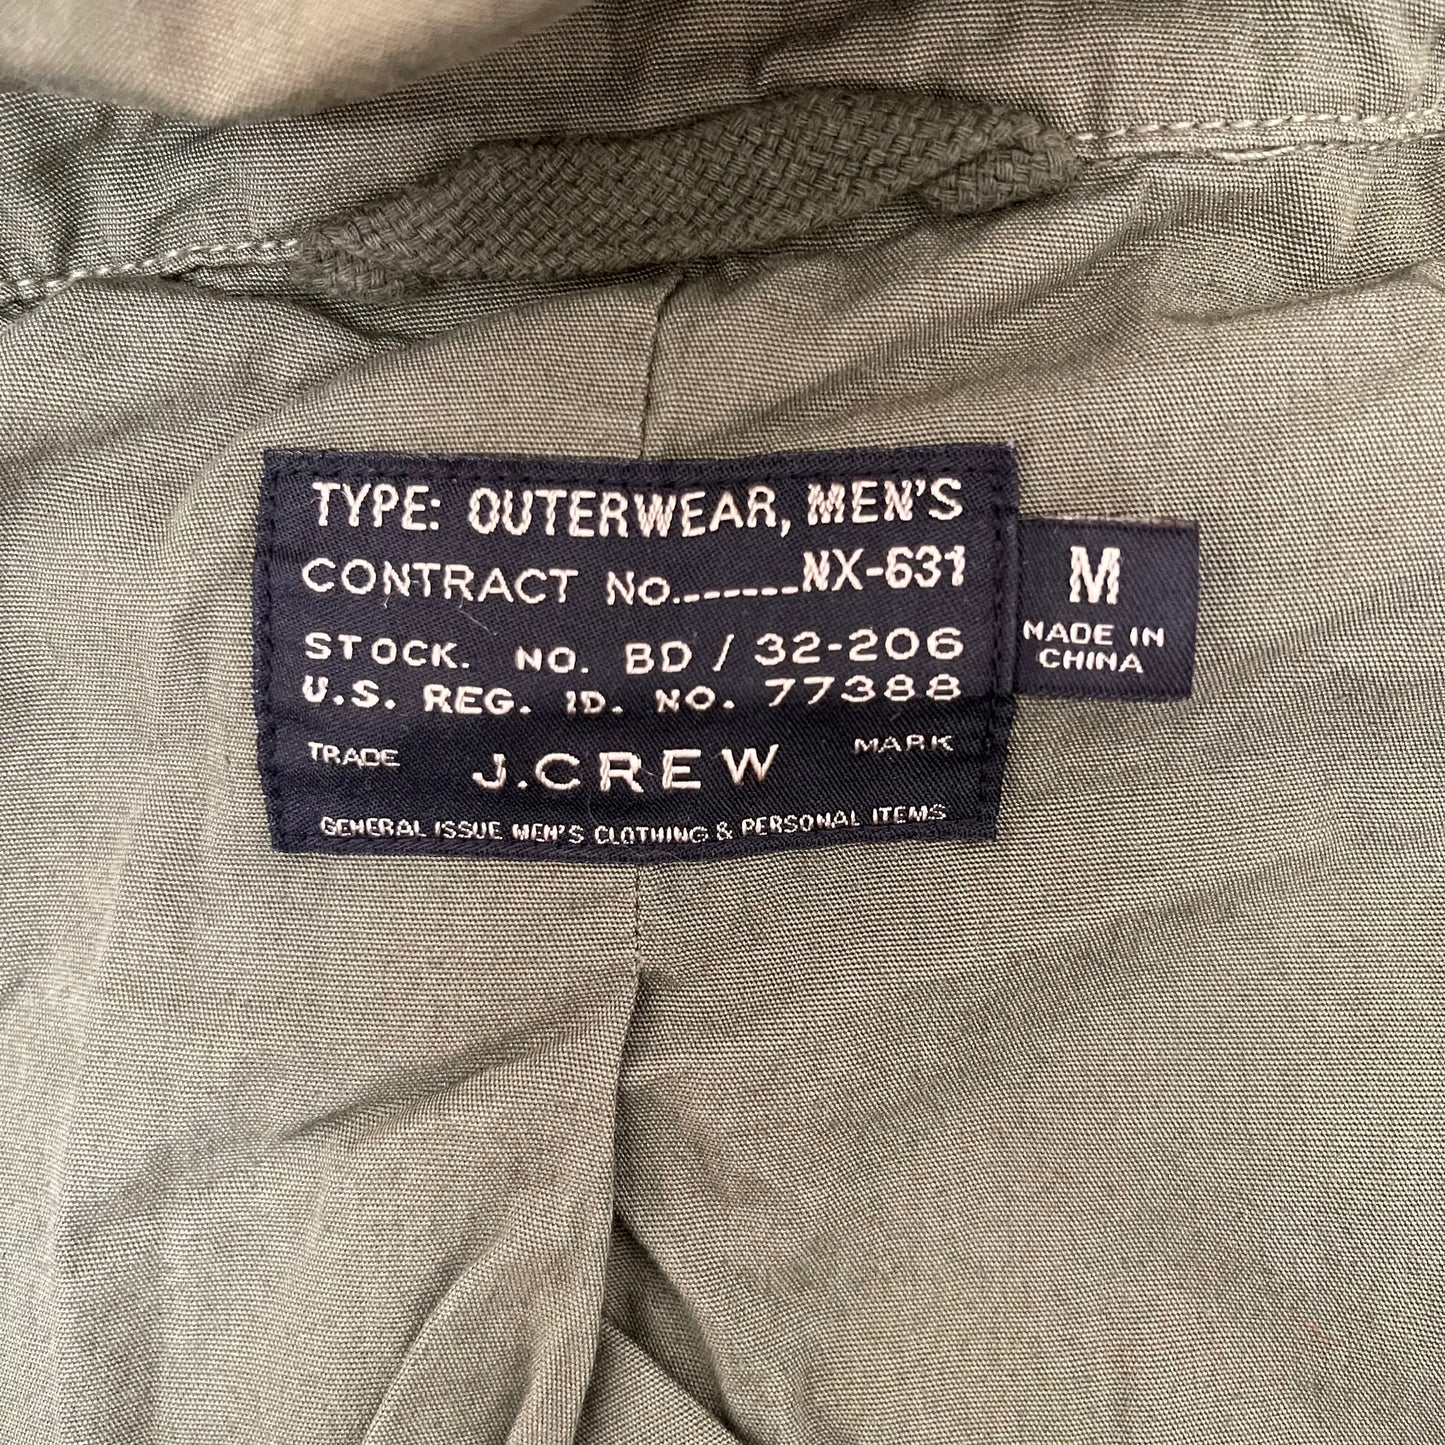 TYPE: OUTERWEAR, MEN'S
CONTRACT No.......NX-631
STOCK. NO. BD / 32-206
U.S. REG. ID. NO. 77388
TRADE J.CREW MARK
GENERAL ISSUE MEN'S CLOTHING & PERSONAL ITEMS
M
MADE IN
CHINA